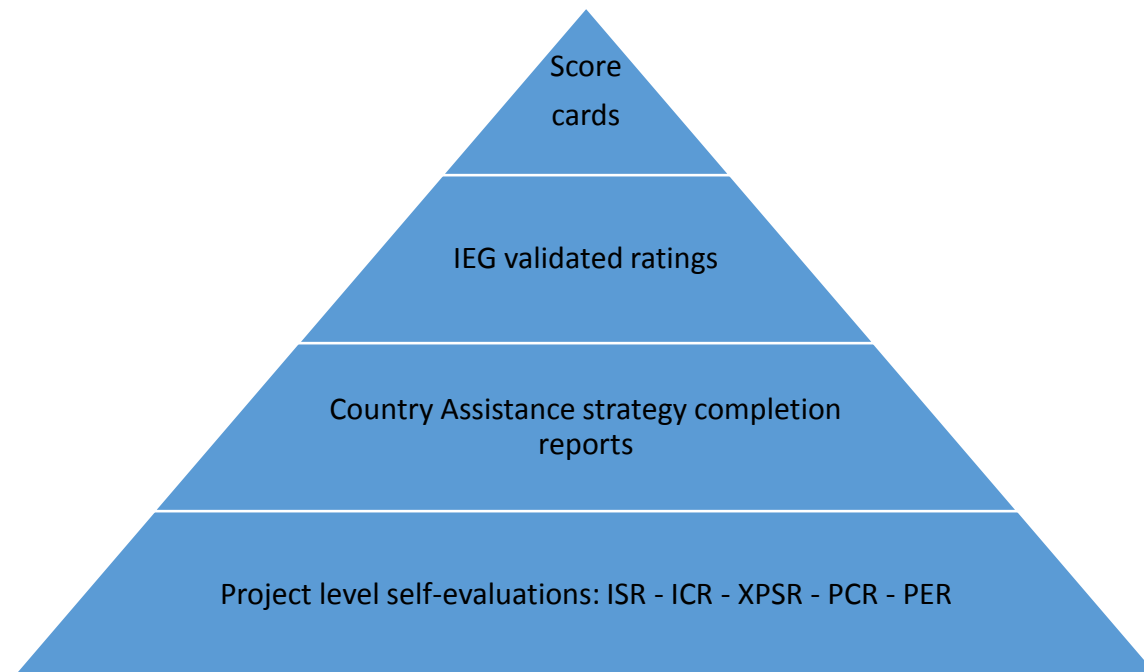 Score
cards
IEG validated ratings
Country Assistance strategy completion
reports
Project level self-evaluations: ISR - ICR - XPSR - PCR - PER